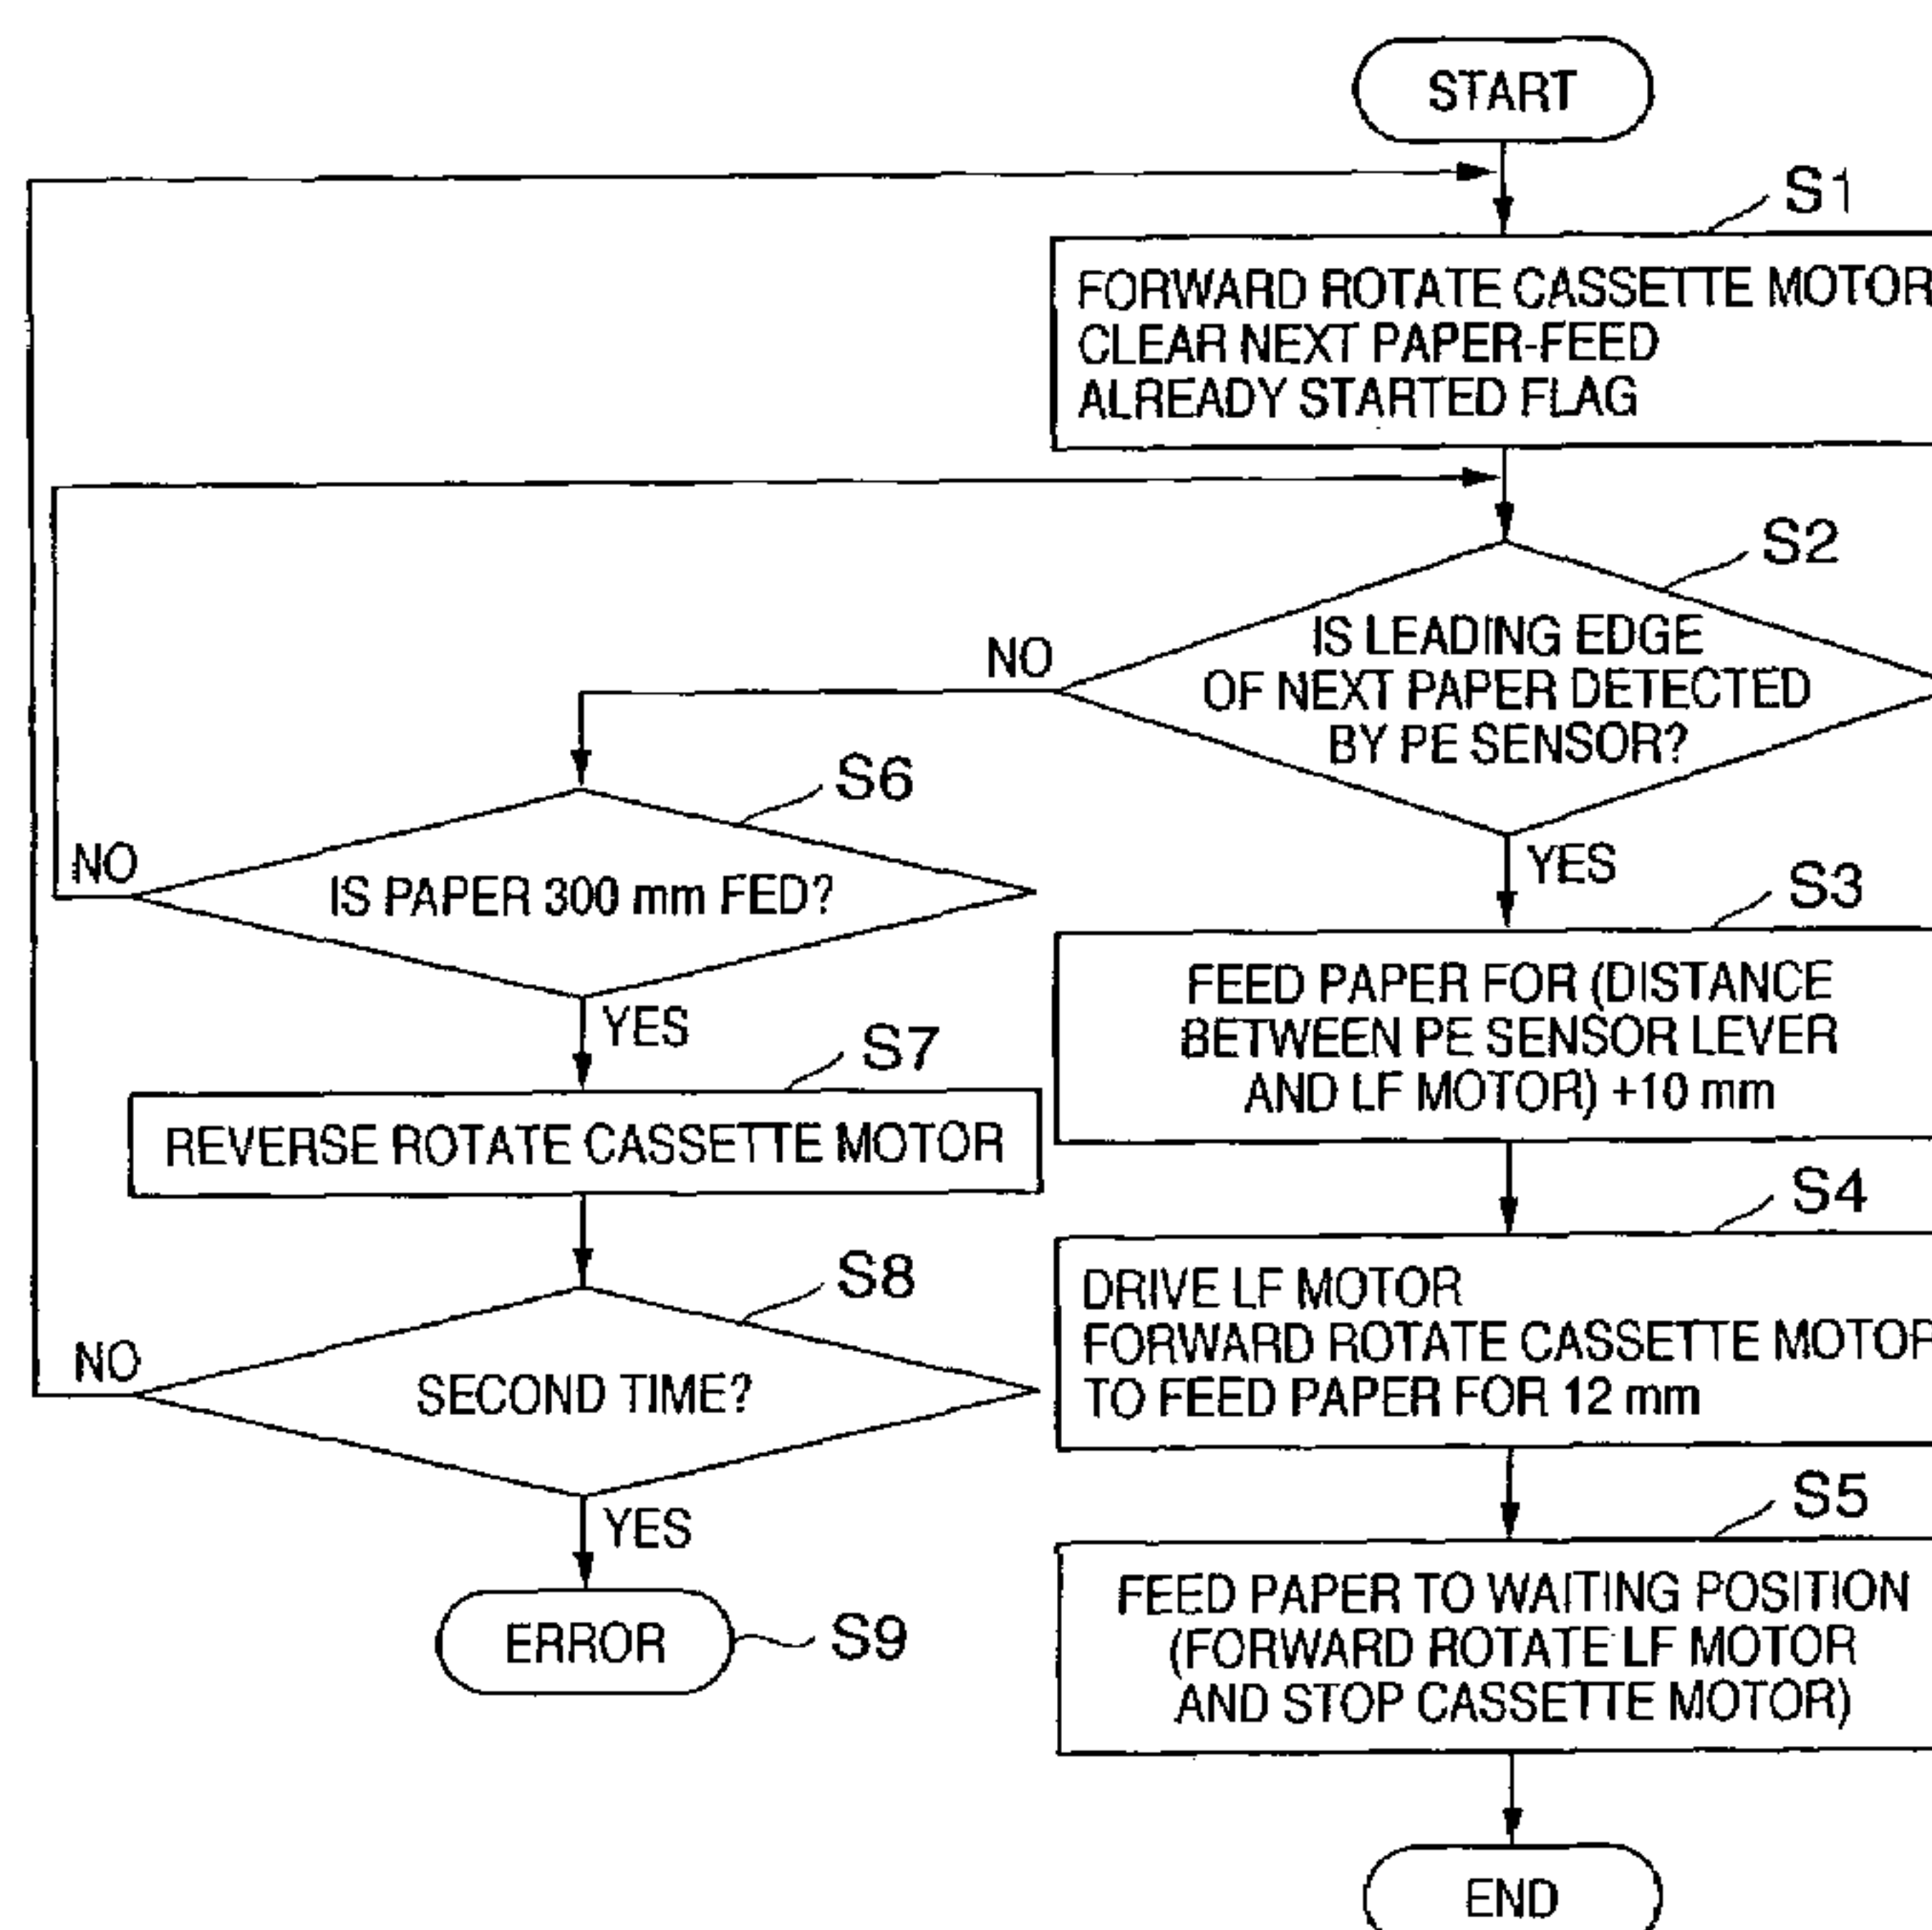 START
S1
FORWARD ROTATE CASSETTE MOTOR
CLEAR NEXT PAPER-FEED
ALREADY STARTED FLAG
S2
IS LEADING EDGE
OF NEXT PAPER DETECTED
BY PE SENSOR?
NO
YES
S6
IS PAPER 300 mm FED?
NO
YES
S3
FEED PAPER FOR (DISTANCE
BETWEEN PE SENSOR LEVER
AND LF MOTOR) +10 mm
S7
REVERSE ROTATE CASSETTE MOTOR
S4
DRIVE LF MOTOR
FORWARD ROTATE CASSETTE MOTOR
TO FEED PAPER FOR 12 mm
S8
SECOND TIME?
NO
YES
S5
FEED PAPER TO WAITING POSITION
(FORWARD ROTATE LF MOTOR
AND STOP CASSETTE MOTOR)
ERROR
S9
END